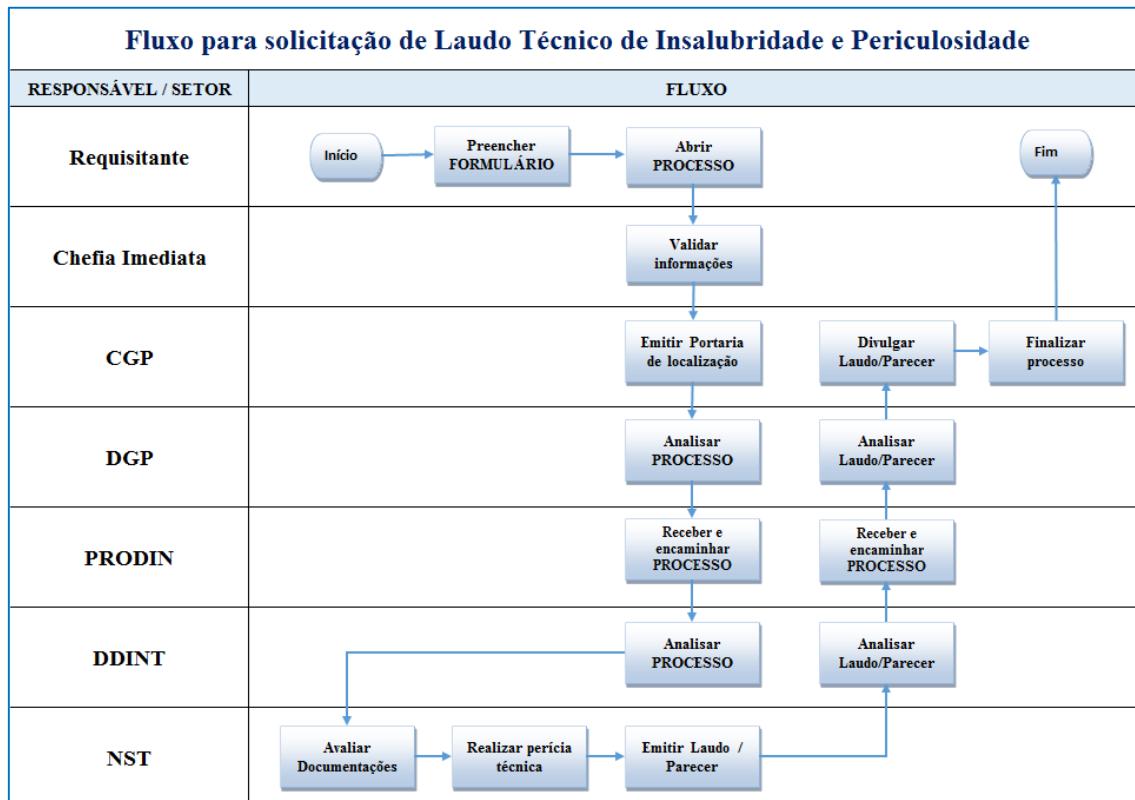 Fluxo para solicitação de Laudo Técnico de Insalubridade e Periculosidade
RESPONSÁVEL / SETOR
FLUXO
Requisitante
Início
Preencher
FORMULÁRIO
Abrir
PROCESSO
Fim
Chefia Imediata
Validar
informações
CGP
Emitir Portaria
de localização
Divulgar
Laudo/Parecer
Finalizar
processo
DGP
Analisar
PROCESSO
Analisar
Laudo/Parecer
PRODIN
Receber e
encaminhar
PROCESSO
Receber e
encaminhar
PROCESSO
DDINT
Analisar
PROCESSO
Analisar
Laudo/Parecer
NST
Avaliar
Documentações
Realizar perícia
técnica
Emitir Laudo /
Parecer